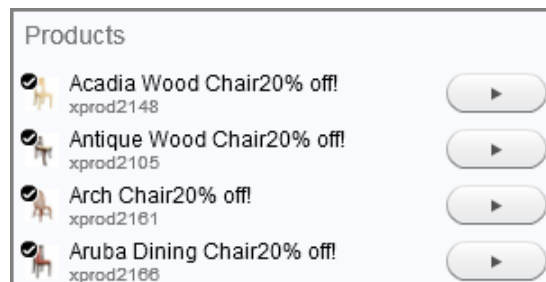 Products
Acadia Wood Chair20% off!
xprod2148
Antique Wood Chair20% off!
xprod2105
Arch Chair20% off!
xprod2161
Aruba Dining Chair20% off!
xprod2166